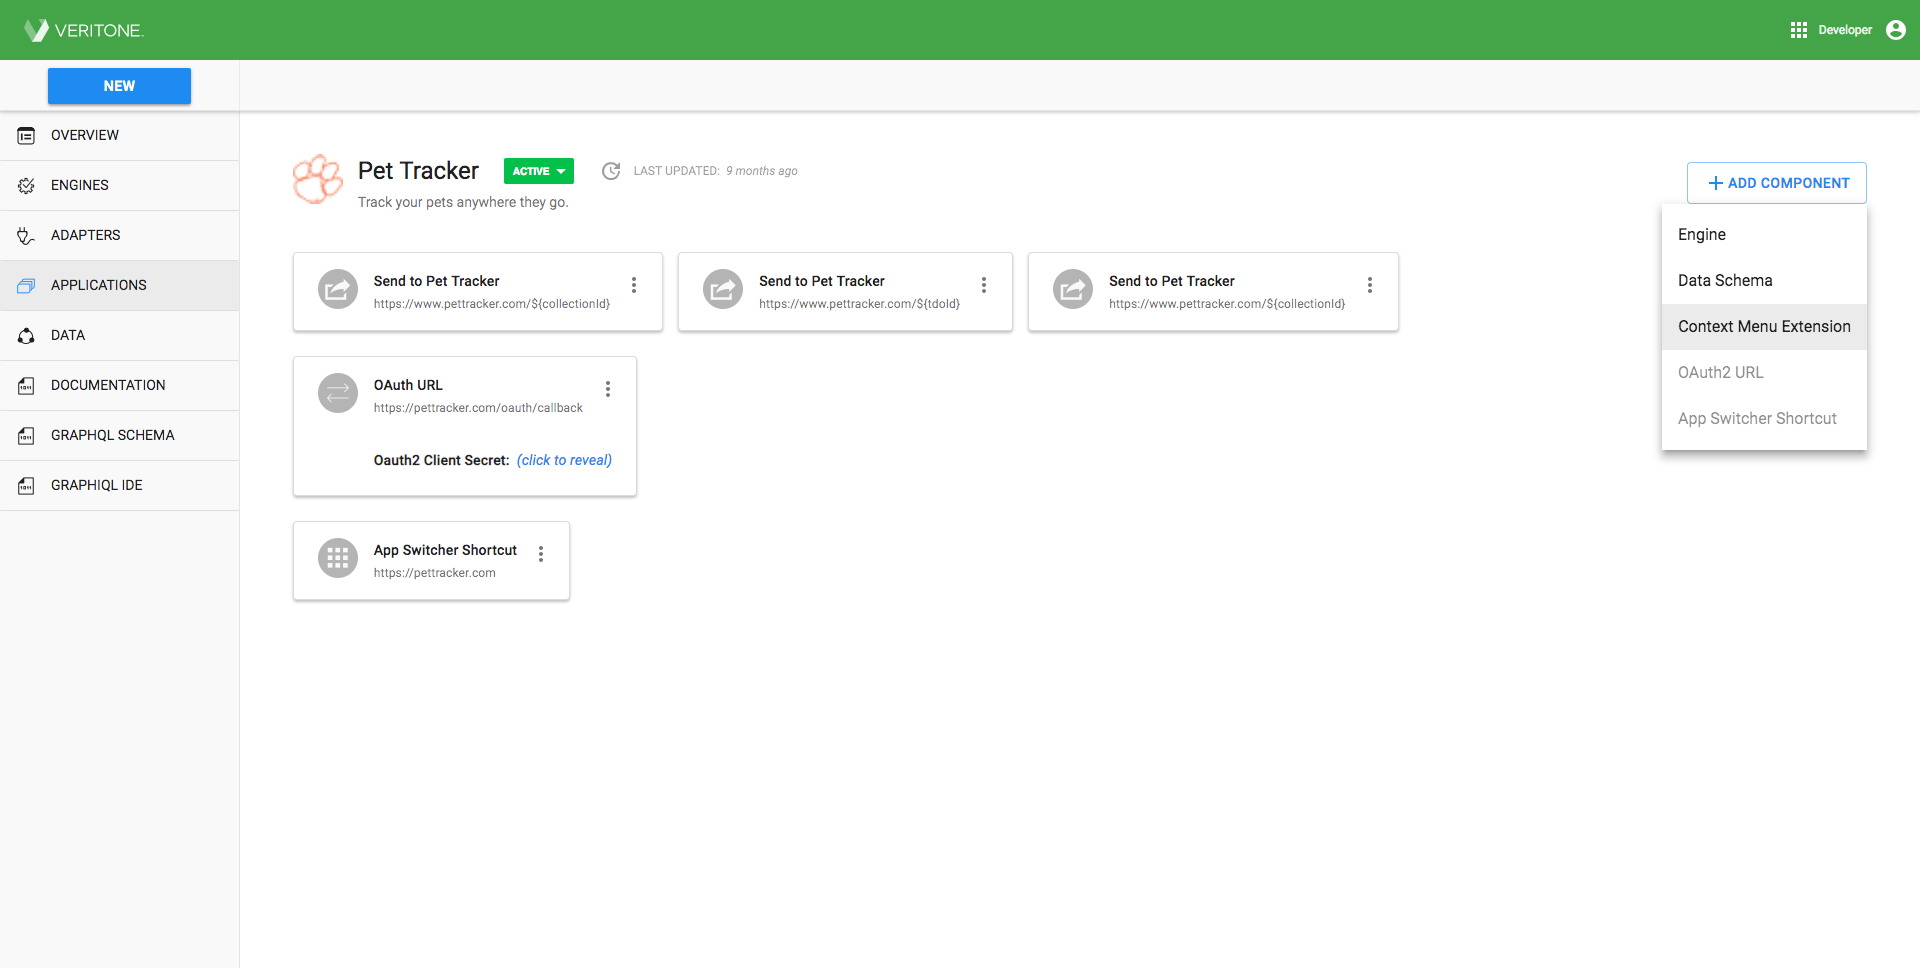 VERITONE
Developer
NEW
OVERVIEW
ENGINES
ADAPTERS
APPLICATIONS
DATA
DOCUMENTATION
GRAPHQL SCHEMA
GRAPHIQL IDE
Pet Tracker ACTIVE LAST UPDATED: 9 months ago
Track your pets anywhere they go.
+ ADD COMPONENT
Engine
Data Schema
Context Menu Extension
OAuth2 URL
App Switcher Shortcut
Send to Pet Tracker
https://www.pettracker.com/${collectionId}
Send to Pet Tracker
https://www.pettracker.com/${tdoId}
Send to Pet Tracker
https://www.pettracker.com/${collectionId}
OAuth URL
https://pettracker.com/oauth/callback
Oauth2 Client Secret: (click to reveal)
App Switcher Shortcut
https://pettracker.com